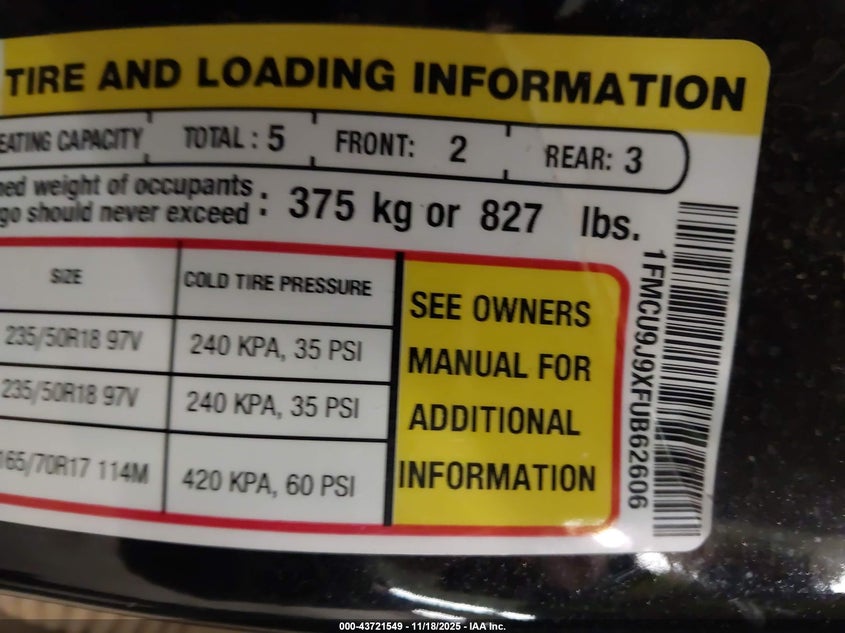 TIRE AND LOADING INFORMATION
EATING CAPACITY TOTAL : 5 FRONT: 2 REAR: 3
ned weight of occupants
go should never exceed : 375 kg or 827 lbs.
SIZE COLD TIRE PRESSURE
235/50R18 97V 240 KPA, 35 PSI
235/50R18 97V 240 KPA, 35 PSI
165/70R17 114M 420 KPA, 60 PSI
SEE OWNERS
MANUAL FOR
ADDITIONAL
INFORMATION
1FMCU9J9XFUB62606
000-43721549 - 11/18/2025 - IAA Inc.